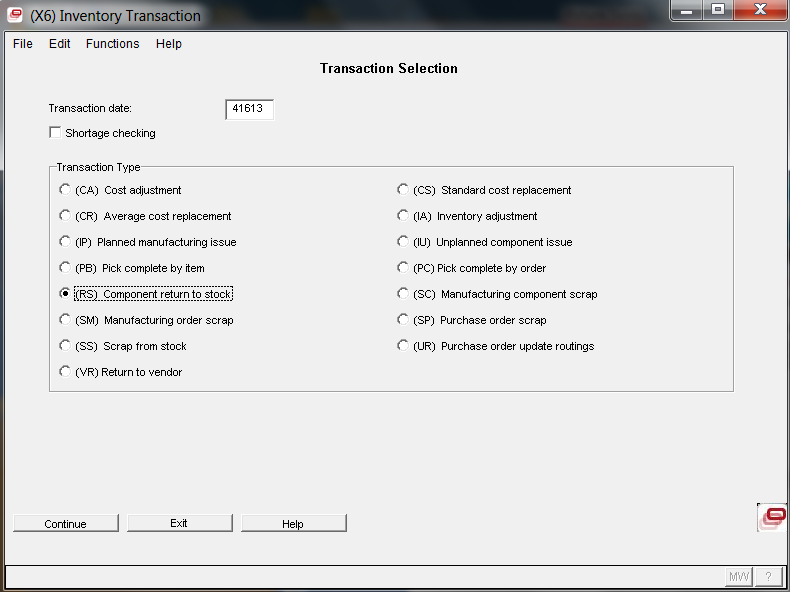 (X6) Inventory Transaction
File Edit Functions Help
Transaction Selection
Transaction date: 41613
Shortage checking
Transaction Type
(CA) Cost adjustment (CS) Standard cost replacement
(CR) Average cost replacement (IA) Inventory adjustment
(IP) Planned manufacturing issue (IU) Unplanned component issue
(PB) Pick complete by item (PC) Pick complete by order
(RS) Component return to stock (SC) Manufacturing component scrap
(SM) Manufacturing order scrap (SP) Purchase order scrap
(SS) Scrap from stock (UR) Purchase order update routings
(VR) Return to vendor
Continue Exit Help
MW ?